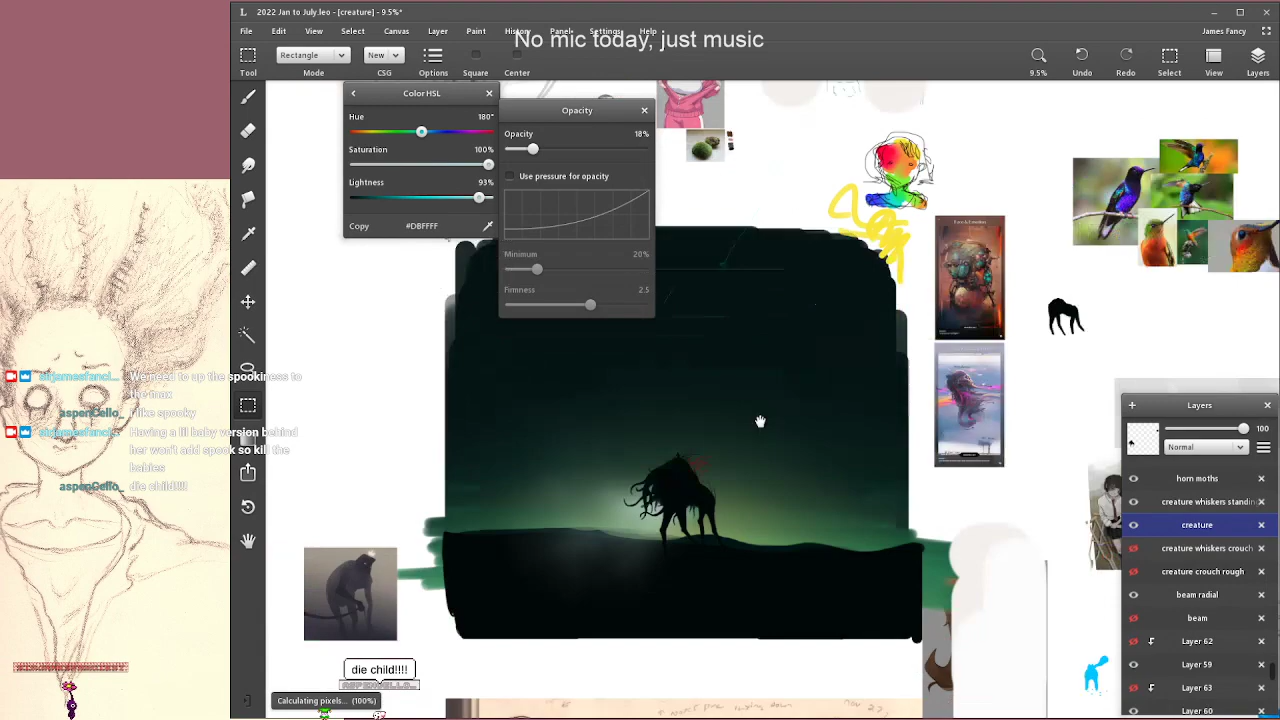 L 2022 Jan to July.leo - [creature] - 9.5%*
File Edit View Select Canvas Layer Paint History Panel Settings Help James Fancy
No mic today, just music
Rectangle New
Tool Mode CSG Options Square Center 9.5% Undo Redo Select View Layers
Color HSL
Hue 180°
Saturation 100%
Lightness 93%
Copy #DBFFFF
Opacity
Opacity 18%
Use pressure for opacity
Minimum 20%
Firmness 2.5
We need to up the spookiness to
the max
aspenCello_ I like spooky
Having a lil baby version behind
her won't add spook so kill the
babies
aspenCello_ die child!!!!
die child!!!!
ASPENCELLO_
Calculating pixels... (100%)
Layers
100
Normal
horn moths
creature whiskers standin
creature
creature whiskers crouch
creature crouch rough
beam radial
beam
Layer 62
Layer 59
Layer 63
Layer 60